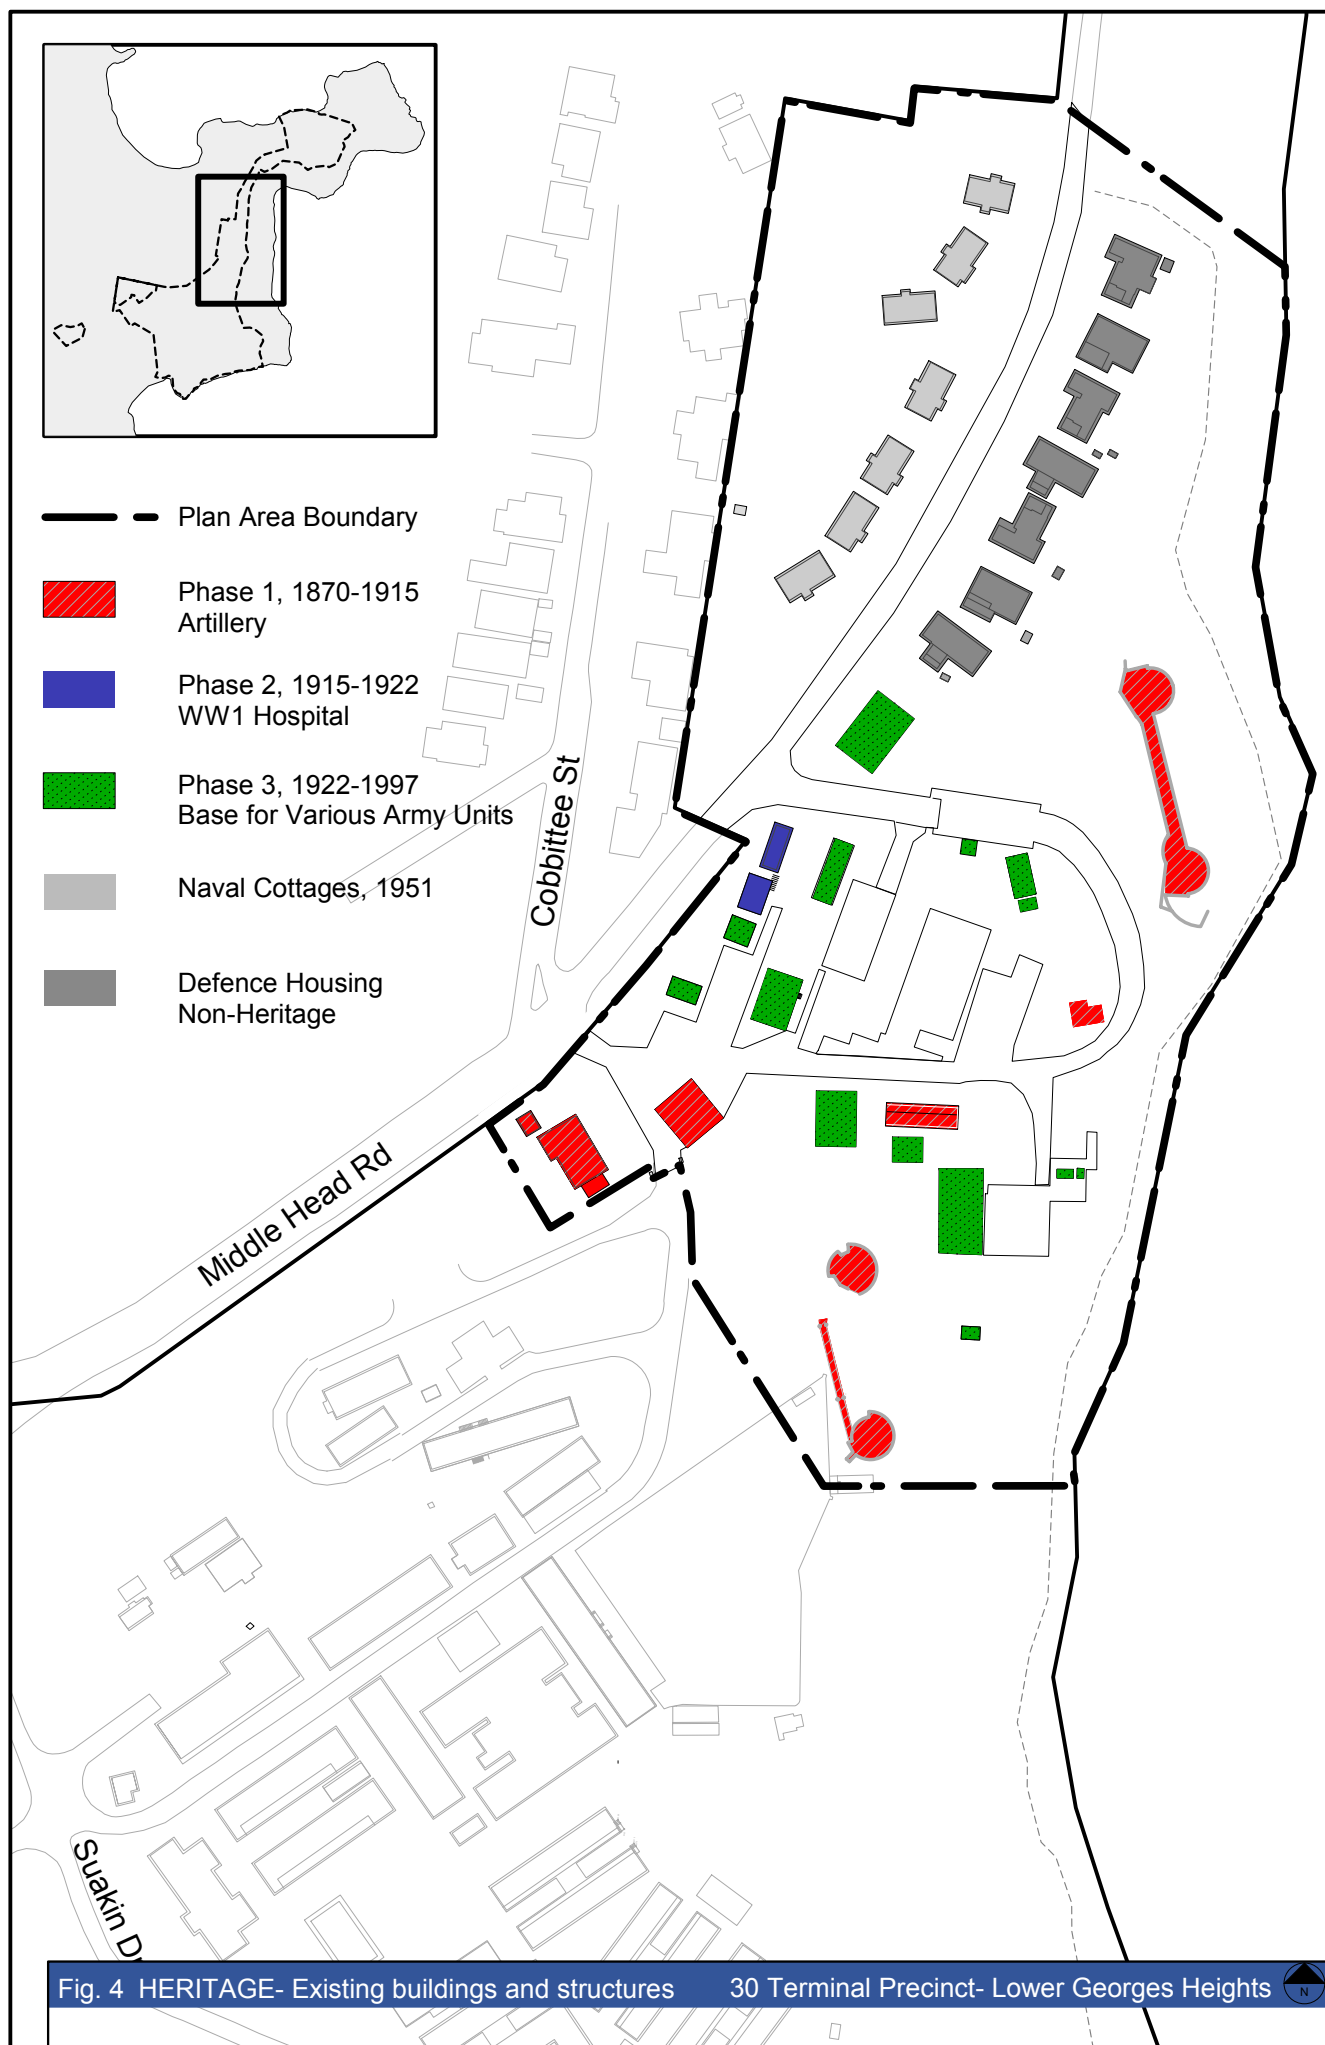 Plan Area Boundary
Phase 1, 1870-1915
Artillery
Phase 2, 1915-1922
WW1 Hospital
Phase 3, 1922-1997
Base for Various Army Units
Naval Cottages, 1951
Defence Housing
Non-Heritage
Cobbittee St
Middle Head Rd
Suakin Dr
Fig. 4 HERITAGE- Existing buildings and structures 30 Terminal Precinct- Lower Georges Heights
N